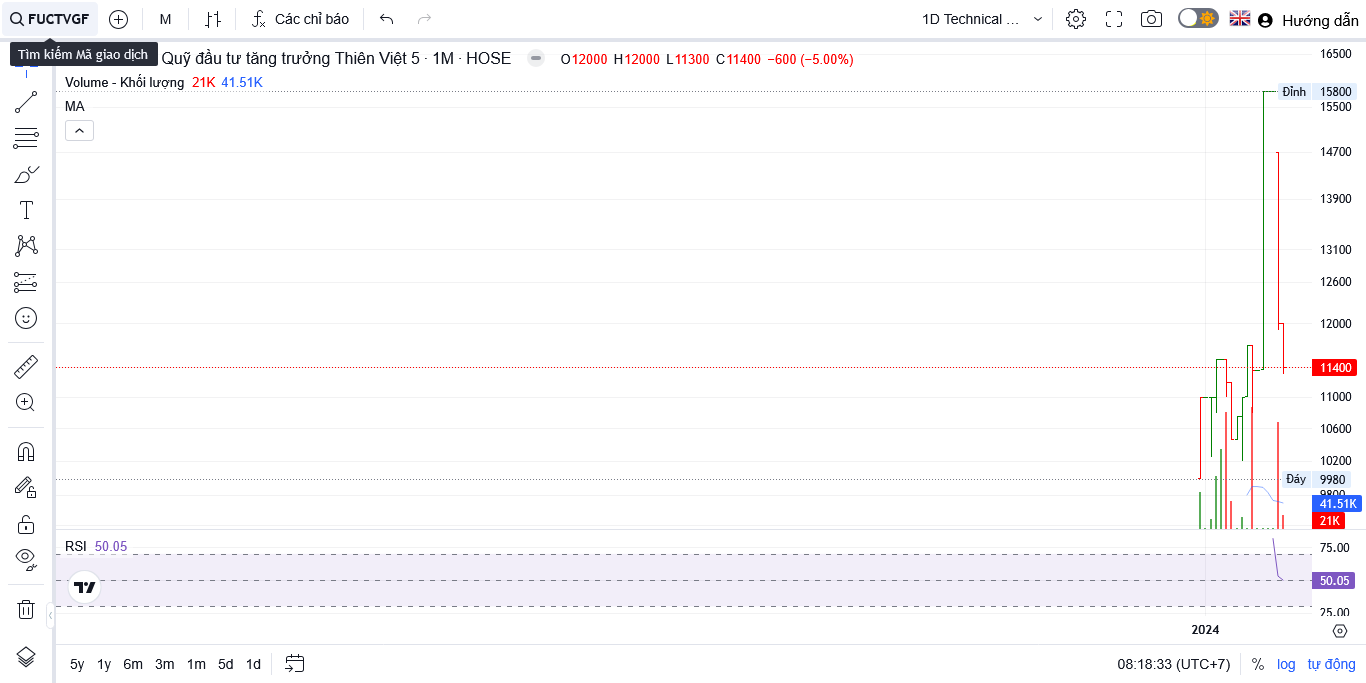 FUCTVGF
M
Các chỉ báo
1D Technical ...
Hướng dẫn
Tìm kiếm Mã giao dịch
Quỹ đầu tư tăng trưởng Thiên Việt 5 · 1M · HOSE
O12000 H12000 L11300 C11400 −600 (−5.00%)
Volume - Khối lượng 21K 41.51K
MA
16500
Đỉnh 15800
15500
14700
13900
13100
12600
12000
11400
11000
10600
10200
Đáy 9980
9800
41.51K
21K
RSI 50.05
75.00
50.05
25.00
2024
5y 1y 6m 3m 1m 5d 1d
08:18:33 (UTC+7)
% log tự động